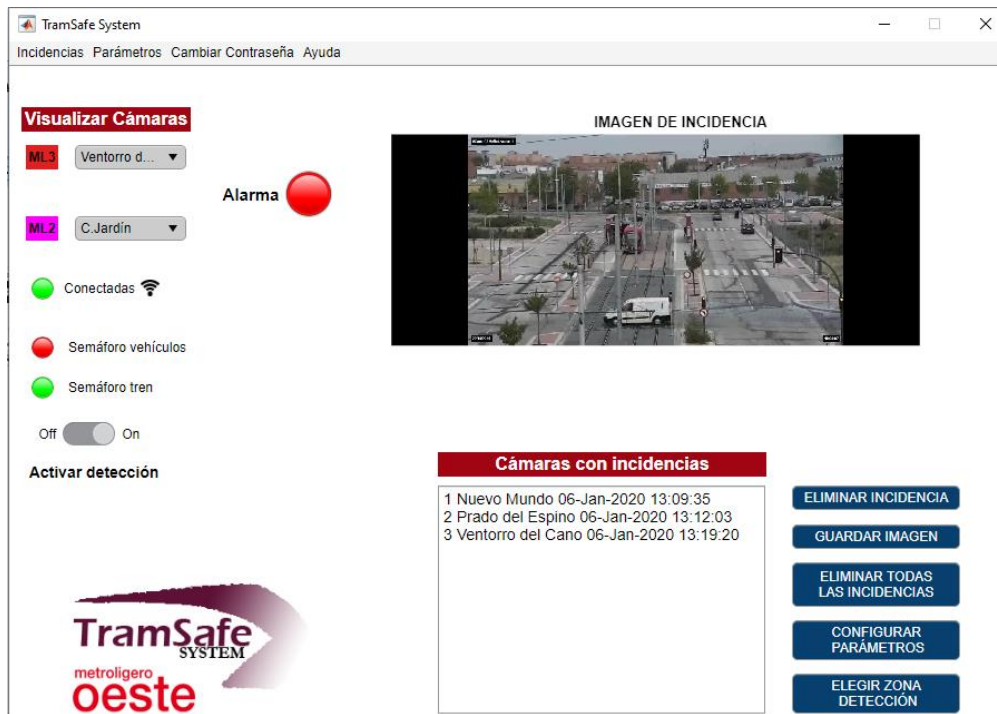 TramSafe System
Incidencias Parámetros Cambiar Contraseña Ayuda
Visualizar Cámaras
ML3 Ventorro d...
Alarma
ML2 C.Jardín
Conectadas
Semáforo vehículos
Semáforo tren
Off On
Activar detección
IMAGEN DE INCIDENCIA
Cámaras con incidencias
1 Nuevo Mundo 06-Jan-2020 13:09:35
2 Prado del Espino 06-Jan-2020 13:12:03
3 Ventorro del Cano 06-Jan-2020 13:19:20
ELIMINAR INCIDENCIA
GUARDAR IMAGEN
ELIMINAR TODAS
LAS INCIDENCIAS
CONFIGURAR
PARÁMETROS
ELEGIR ZONA
DETECCIÓN
TramSafe
SYSTEM
metroligero
oeste